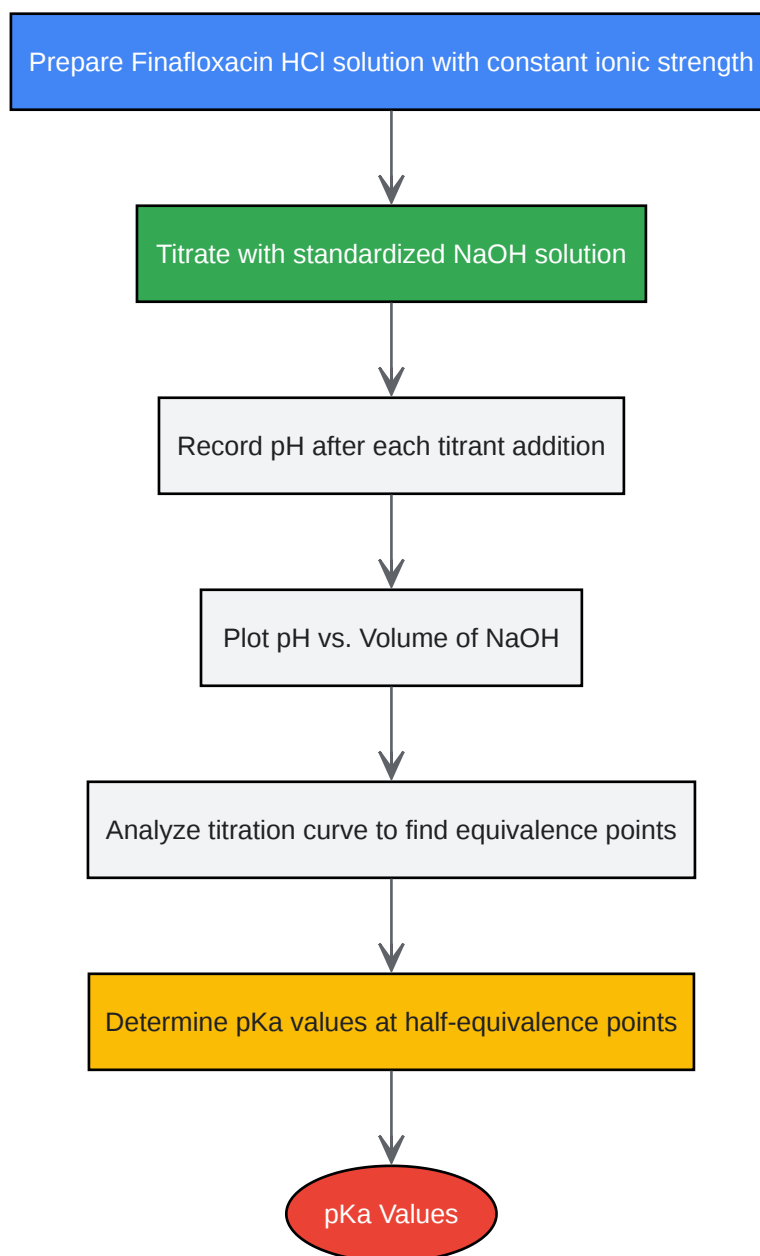 Prepare Finafloxacin HCl solution with constant ionic strength
Titrate with standardized NaOH solution
Record pH after each titrant addition
Plot pH vs. Volume of NaOH
Analyze titration curve to find equivalence points
Determine pKa values at half-equivalence points
pKa Values